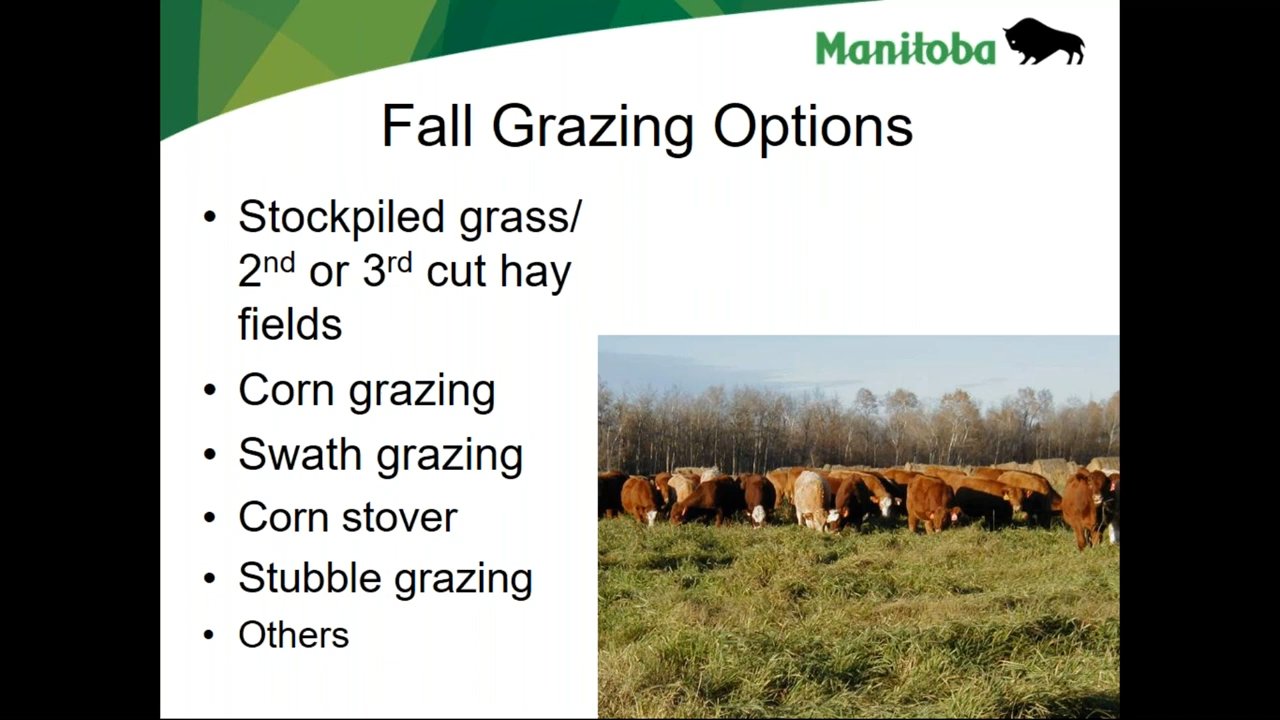 Manitoba
Fall Grazing Options
• Stockpiled grass/
2nd or 3rd cut hay
fields
• Corn grazing
• Swath grazing
• Corn stover
• Stubble grazing
• Others